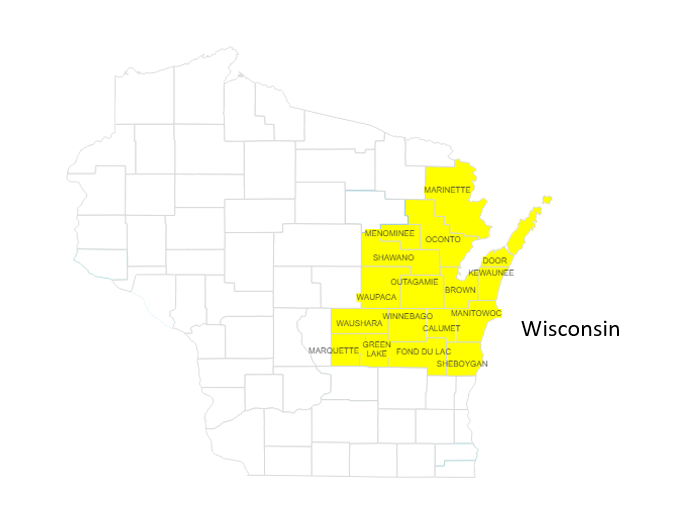 MARINETTE
MENOMINEE
OCONTO
SHAWANO
DOOR
KEWAUNEE
OUTAGAMIE
BROWN
WAUPACA
WINNEBAGO
MANITOWOC
WAUSHARA
CALUMET
Wisconsin
MARQUETTE
GREEN
LAKE
FOND DU LAC
SHEBOYGAN